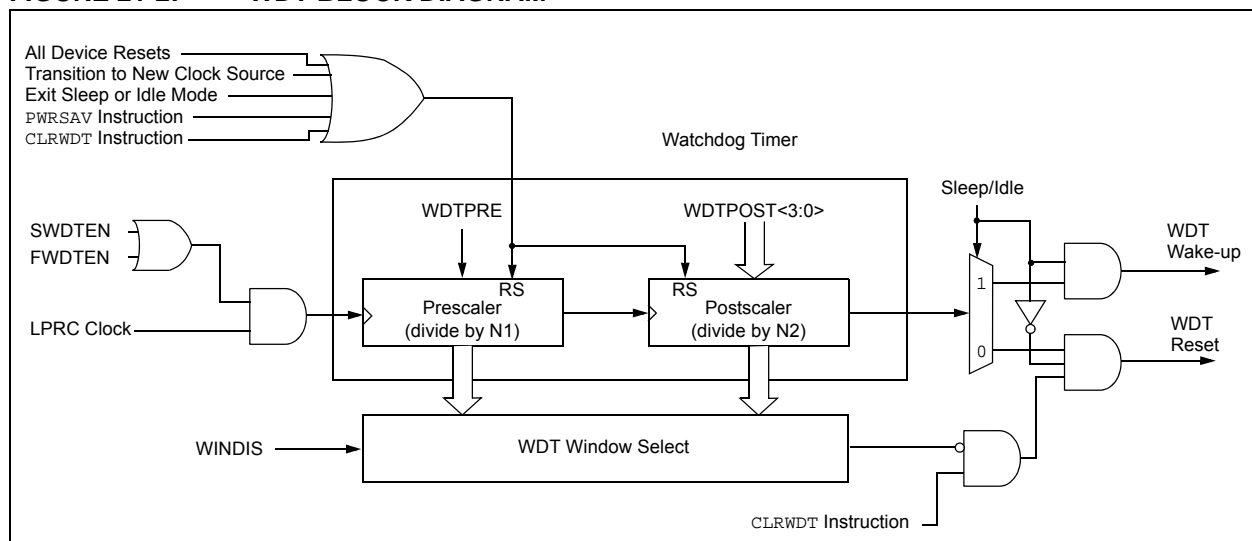 All Device Resets
Transition to New Clock Source
Exit Sleep or Idle Mode
PWRSAV Instruction
CLRWDT Instruction
Watchdog Timer
Sleep/Idle
WDTPRE
WDTPOST<3:0>
SWDTEN
FWDTEN
WDT
Wake-up
RS
RS
1
Prescaler
(divide by N1)
Postscaler
(divide by N2)
LPRC Clock
0
WDT
Reset
WINDIS
WDT Window Select
CLRWDT Instruction